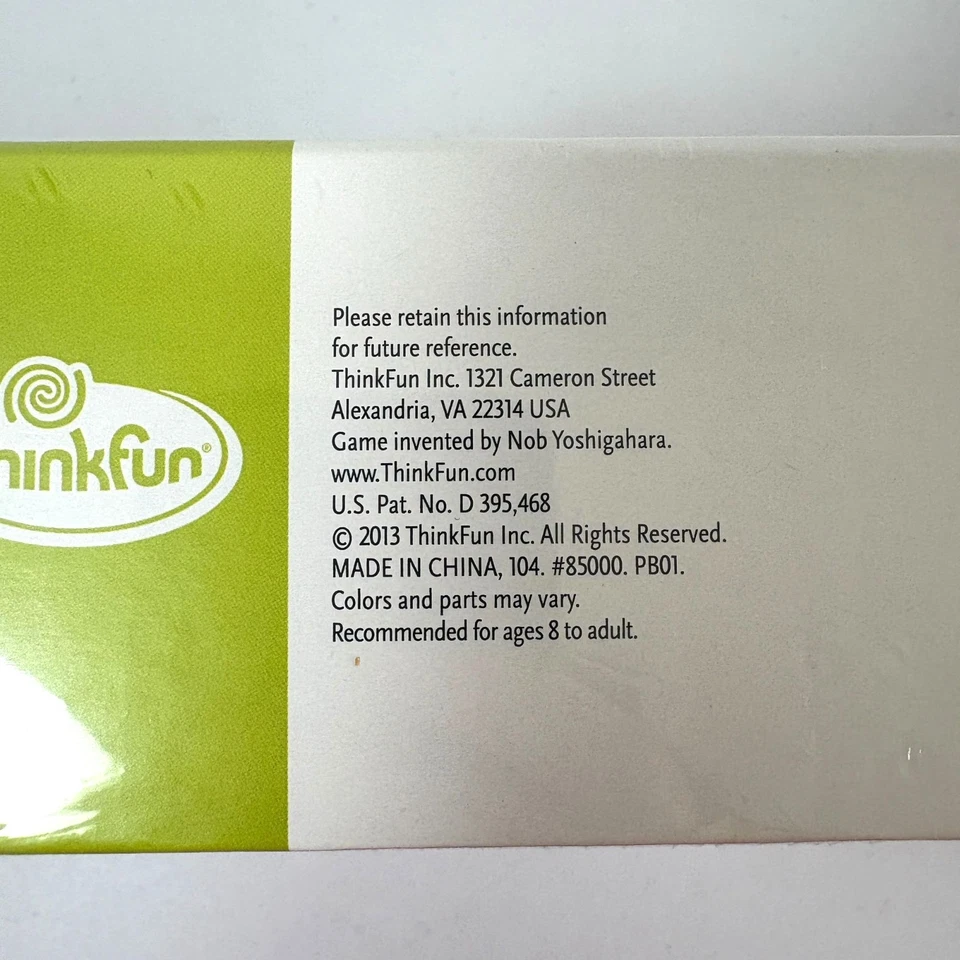 hinkfun®
Please retain this information
for future reference.
ThinkFun Inc. 1321 Cameron Street
Alexandria, VA 22314 USA
Game invented by Nob Yoshigahara.
www.ThinkFun.com
U.S. Pat. No. D 395,468
© 2013 ThinkFun Inc. All Rights Reserved.
MADE IN CHINA, 104. #85000. PB01.
Colors and parts may vary.
Recommended for ages 8 to adult.